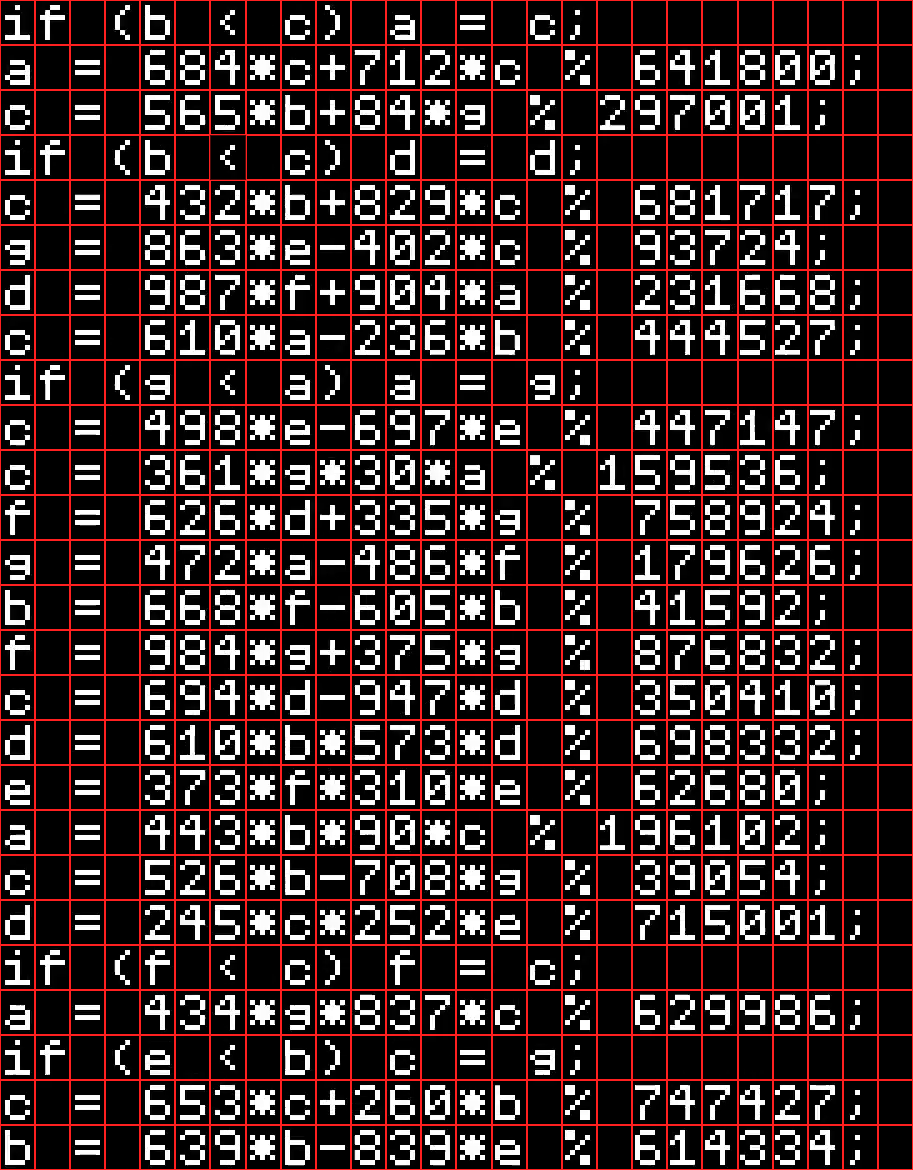 if (b < c) a = c;
a = 684*c+712*c % 641800;
c = 565*b+84*g % 297001;
if (b < c) d = d;
c = 432*b+829*c % 681717;
g = 863*e-402*c % 93724;
d = 987*f+904*a % 231668;
c = 610*a-236*b % 444527;
if (g < a) a = g;
c = 498*e-697*e % 447147;
c = 361*g*30*a % 159536;
f = 626*d+335*g % 758924;
g = 472*a-486*f % 179626;
b = 668*f-605*b % 41592;
f = 984*g+375*g % 876832;
c = 694*d-947*d % 350410;
d = 610*b*573*d % 698332;
e = 373*f*310*e % 62680;
a = 443*b*90*c % 196102;
c = 526*b-708*g % 39054;
d = 245*c*252*e % 715001;
if (f < c) f = c;
a = 434*g*837*c % 629986;
if (e < b) c = g;
c = 653*c+260*b % 747427;
b = 639*b-839*e % 614334;